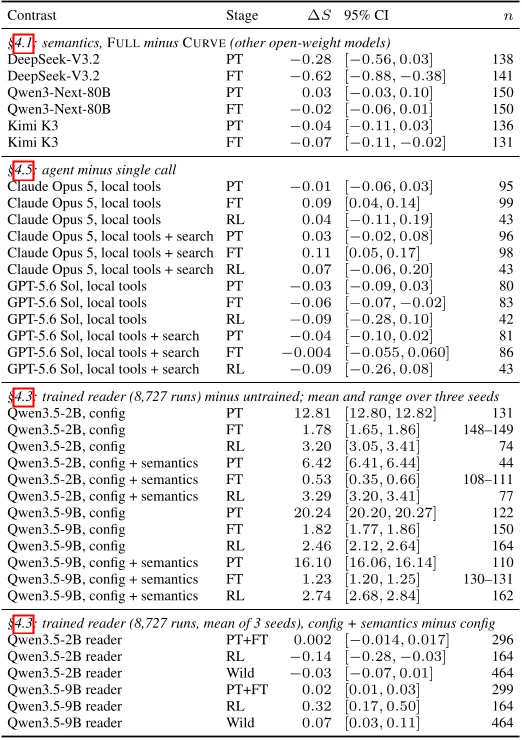 Contrast Stage ΔS 95% CI n
§4.1: semantics, FULL minus CURVE (other open-weight models)
DeepSeek-V3.2 PT −0.28 [−0.56, 0.03] 138
DeepSeek-V3.2 FT −0.62 [−0.88, −0.38] 141
Qwen3-Next-80B PT 0.03 [−0.03, 0.10] 150
Qwen3-Next-80B FT −0.02 [−0.06, 0.01] 150
Kimi K3 PT −0.04 [−0.11, 0.03] 136
Kimi K3 FT −0.07 [−0.11, −0.02] 131
§4.5: agent minus single call
Claude Opus 5, local tools PT −0.01 [−0.06, 0.03] 95
Claude Opus 5, local tools FT 0.09 [0.04, 0.14] 99
Claude Opus 5, local tools RL 0.04 [−0.11, 0.19] 43
Claude Opus 5, local tools + search PT 0.03 [−0.02, 0.08] 96
Claude Opus 5, local tools + search FT 0.11 [0.05, 0.17] 98
Claude Opus 5, local tools + search RL 0.07 [−0.06, 0.20] 43
GPT-5.6 Sol, local tools PT −0.03 [−0.09, 0.03] 80
GPT-5.6 Sol, local tools FT −0.06 [−0.07, −0.02] 83
GPT-5.6 Sol, local tools RL −0.09 [−0.28, 0.10] 42
GPT-5.6 Sol, local tools + search PT −0.04 [−0.10, 0.02] 81
GPT-5.6 Sol, local tools + search FT −0.004 [−0.055, 0.060] 86
GPT-5.6 Sol, local tools + search RL −0.09 [−0.26, 0.08] 43
§4.3: trained reader (8,727 runs) minus untrained; mean and range over three seeds
Qwen3.5-2B, config PT 12.81 [12.80, 12.82] 131
Qwen3.5-2B, config FT 1.78 [1.65, 1.86] 148–149
Qwen3.5-2B, config RL 3.20 [3.05, 3.41] 74
Qwen3.5-2B, config + semantics PT 6.42 [6.41, 6.44] 44
Qwen3.5-2B, config + semantics FT 0.53 [0.35, 0.66] 108–111
Qwen3.5-2B, config + semantics RL 3.29 [3.20, 3.41] 77
Qwen3.5-9B, config PT 20.24 [20.20, 20.27] 122
Qwen3.5-9B, config FT 1.82 [1.77, 1.86] 150
Qwen3.5-9B, config RL 2.46 [2.12, 2.64] 164
Qwen3.5-9B, config + semantics PT 16.10 [16.06, 16.14] 110
Qwen3.5-9B, config + semantics FT 1.23 [1.20, 1.25] 130–131
Qwen3.5-9B, config + semantics RL 2.74 [2.68, 2.84] 162
§4.3: trained reader (8,727 runs, mean of 3 seeds), config + semantics minus config
Qwen3.5-2B reader PT+FT 0.002 [−0.014, 0.017] 296
Qwen3.5-2B reader RL −0.14 [−0.28, −0.03] 164
Qwen3.5-2B reader Wild −0.03 [−0.07, 0.01] 464
Qwen3.5-9B reader PT+FT 0.02 [0.01, 0.03] 299
Qwen3.5-9B reader RL 0.32 [0.17, 0.50] 164
Qwen3.5-9B reader Wild 0.07 [0.03, 0.11] 464